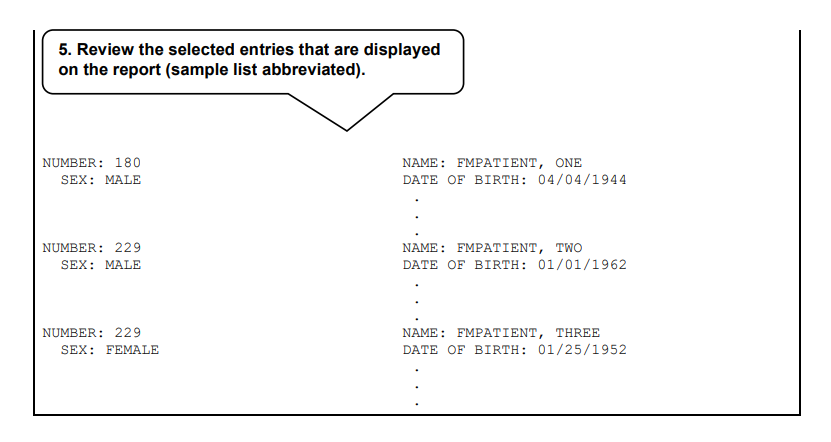 5. Review the selected entries that are displayed
on the report (sample list abbreviated).
NUMBER: 180 NAME: FMPATIENT, ONE
SEX: MALE DATE OF BIRTH: 04/04/1944
.
.
.
NUMBER: 229 NAME: FMPATIENT, TWO
SEX: MALE DATE OF BIRTH: 01/01/1962
.
.
.
NUMBER: 229 NAME: FMPATIENT, THREE
SEX: FEMALE DATE OF BIRTH: 01/25/1952
.
.
.